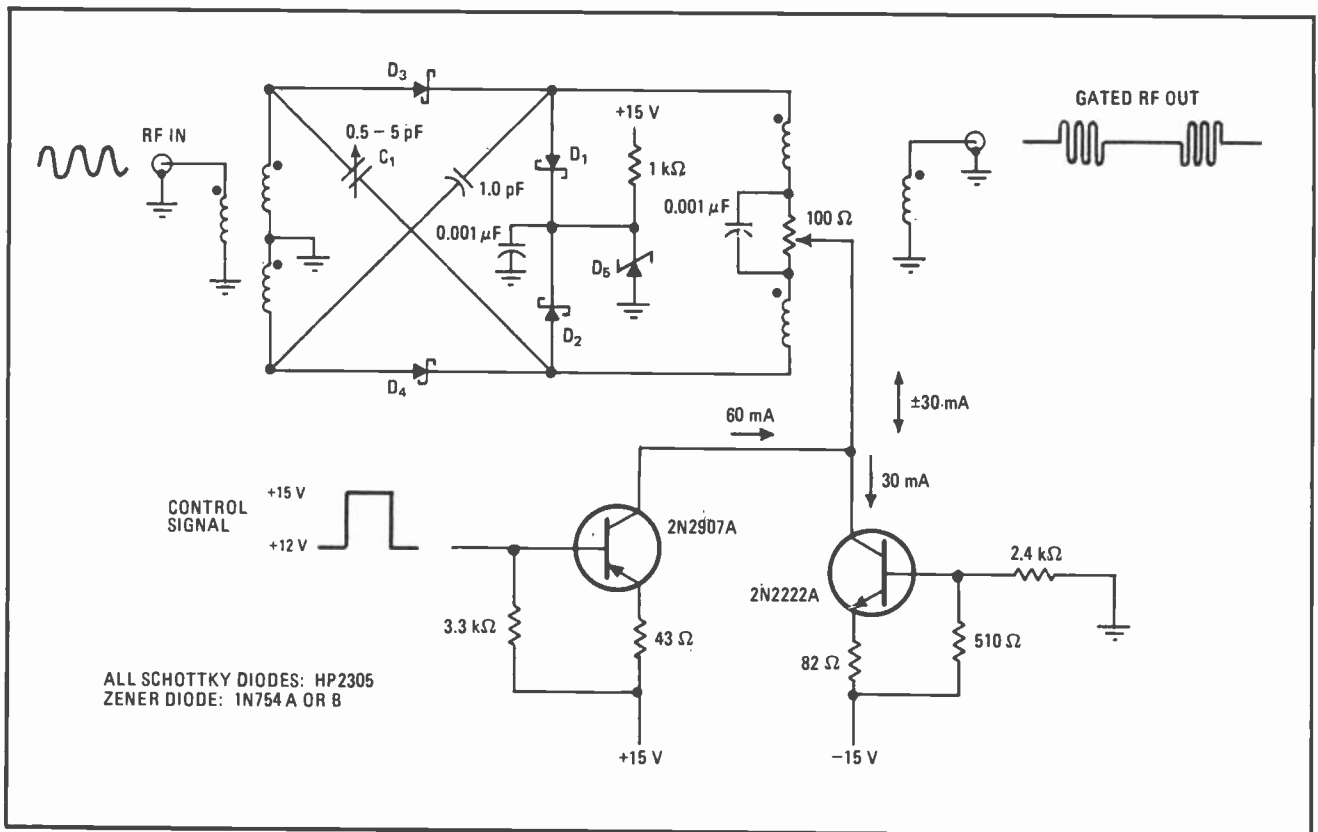 D3
+15 V
GATED RF OUT
RF IN
0.5 – 5 pF
C1
D1
1 kΩ
1.0 pF
0.001 μF
100 Ω
0.001 μF
D5
D2
D4
±30 mA
60 mA
30 mA
CONTROL
SIGNAL
+15 V
+12 V
2N2907A
2.4 kΩ
2N2222A
3.3 kΩ
43 Ω
82 Ω
510 Ω
ALL SCHOTTKY DIODES: HP2305
ZENER DIODE: 1N754 A OR B
+15 V
−15 V